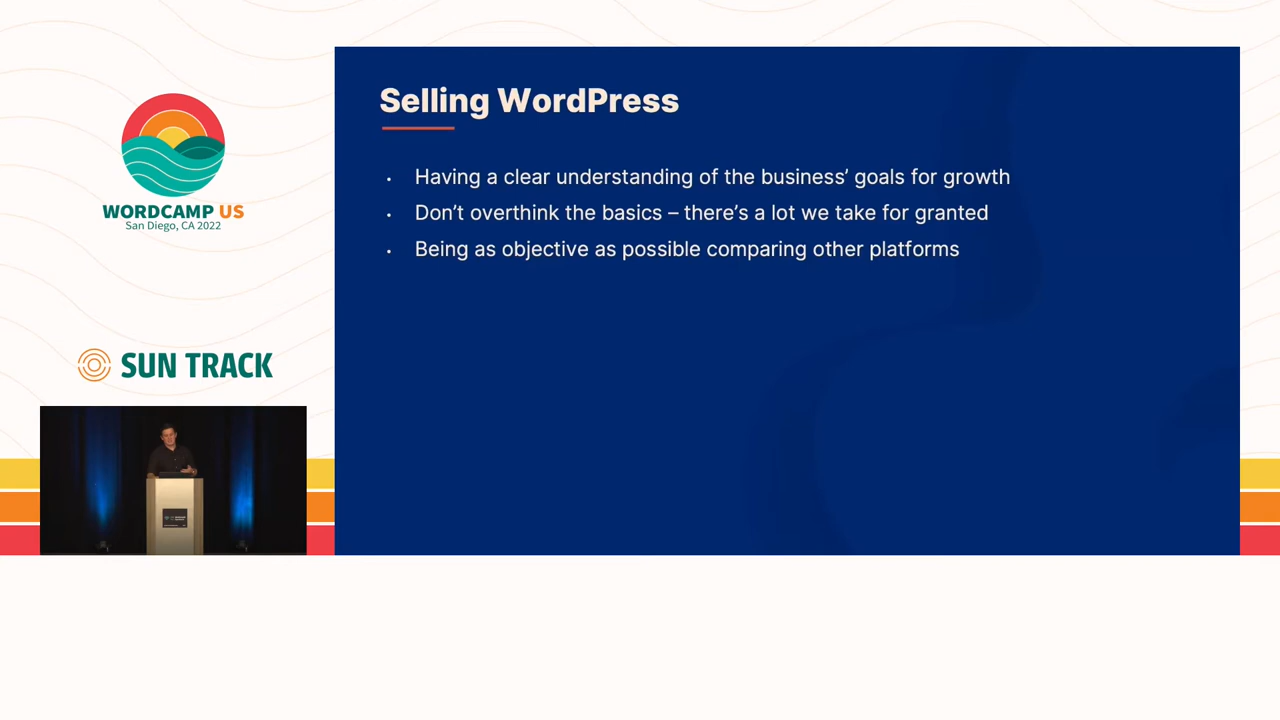 Selling WordPress
Having a clear understanding of the business’ goals for growth
Don’t overthink the basics – there’s a lot we take for granted
Being as objective as possible comparing other platforms
WORDCAMP US
San Diego, CA 2022
SUN TRACK